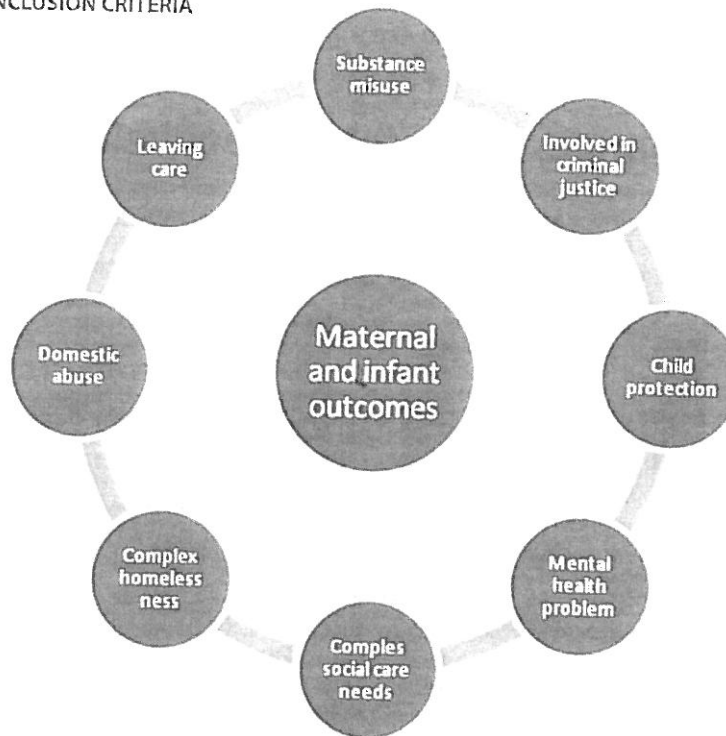 NCLUSION CRITERIA
Substance
misuse
Involved in
criminal
justice
Child
protection
Mental
health
problem
Comples
social care
needs
Complex
homeless
ness
Domestic
abuse
Leaving
care
Maternal
and infant
outcomes